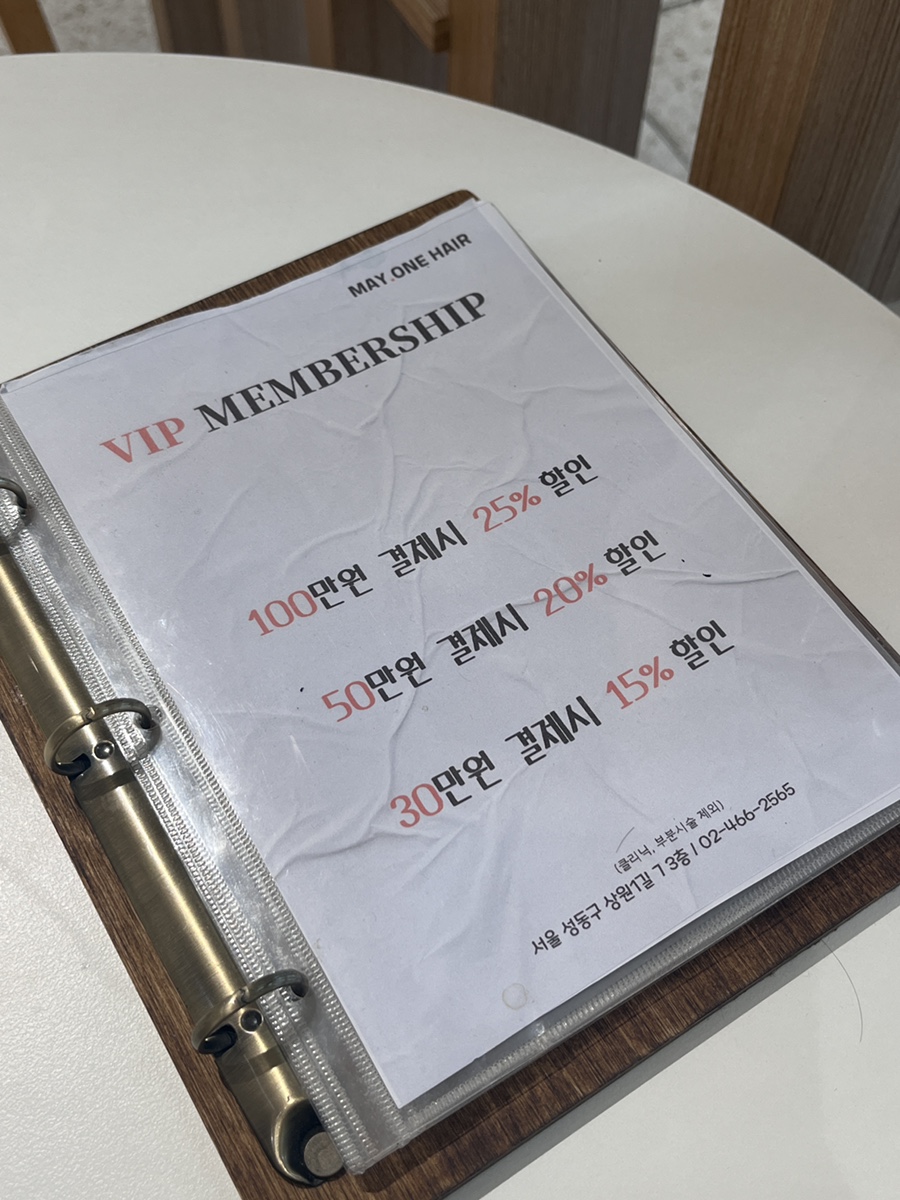 MAY.ONE HAIR
VIP MEMBERSHIP
100만원 결제시 25% 할인
50만원 결제시 20% 할인
30만원 결제시 15% 할인
(클리닉, 부분시술 제외)
서울 성동구 상원1길 7 3층 / 02-466-2565